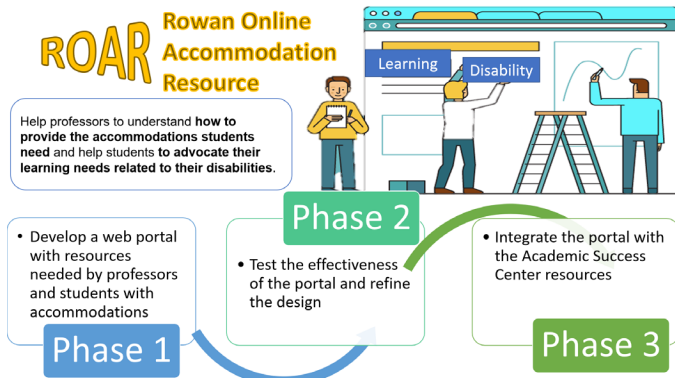 ROAR
Rowan Online
Accommodation
Resource
Learning
Disability
Help professors to understand how to
provide the accommodations students
need and help students to advocate their
learning needs related to their disabilities.
Phase 2
• Develop a web portal
with resources
needed by professors
and students with
accommodations
Phase 1
• Test the effectiveness
of the portal and refine
the design
• Integrate the portal with
the Academic Success
Center resources
Phase 3